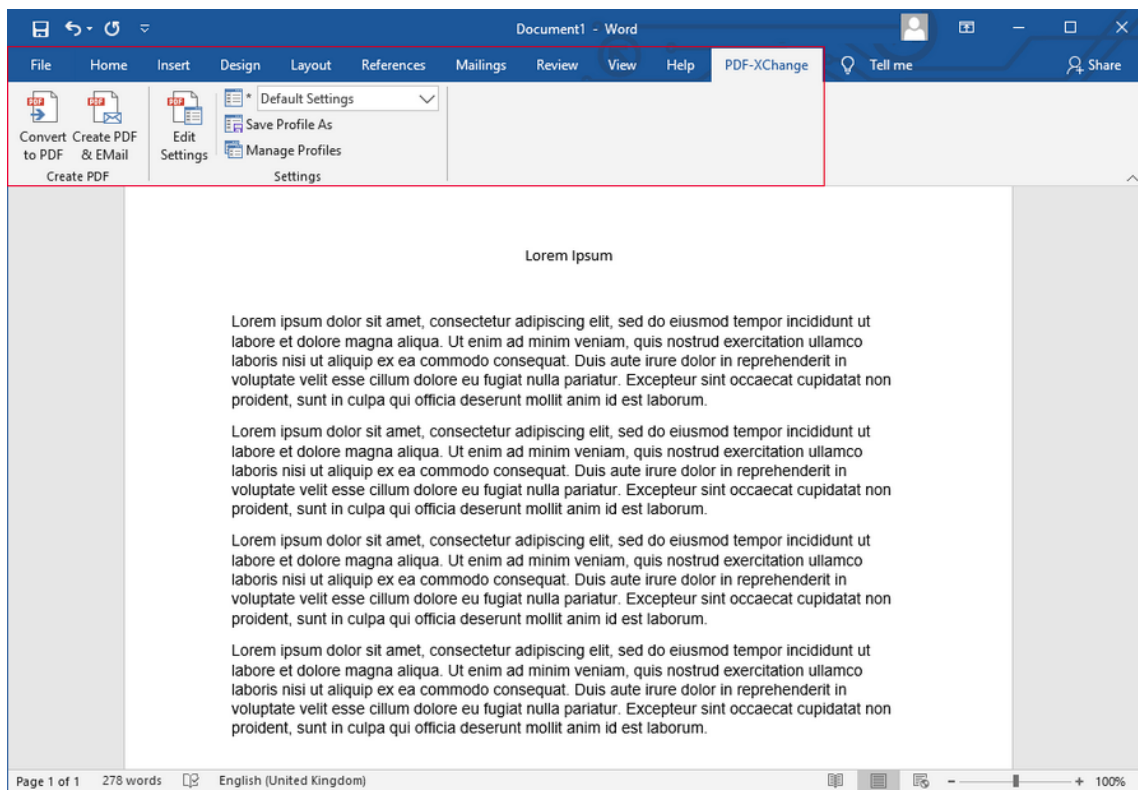 Document1 - Word
File Home Insert Design Layout References Mailings Review View Help PDF-XChange Tell me Share
PDF PDF PDF * Default Settings
Save Profile As
Manage Profiles
Convert to PDF
Create PDF & EMail
Edit Settings
Create PDF Settings
Lorem Ipsum
Lorem ipsum dolor sit amet, consectetur adipiscing elit, sed do eiusmod tempor incididunt ut
labore et dolore magna aliqua. Ut enim ad minim veniam, quis nostrud exercitation ullamco
laboris nisi ut aliquip ex ea commodo consequat. Duis aute irure dolor in reprehenderit in
voluptate velit esse cillum dolore eu fugiat nulla pariatur. Excepteur sint occaecat cupidatat non
proident, sunt in culpa qui officia deserunt mollit anim id est laborum.
Lorem ipsum dolor sit amet, consectetur adipiscing elit, sed do eiusmod tempor incididunt ut
labore et dolore magna aliqua. Ut enim ad minim veniam, quis nostrud exercitation ullamco
laboris nisi ut aliquip ex ea commodo consequat. Duis aute irure dolor in reprehenderit in
voluptate velit esse cillum dolore eu fugiat nulla pariatur. Excepteur sint occaecat cupidatat non
proident, sunt in culpa qui officia deserunt mollit anim id est laborum.
Lorem ipsum dolor sit amet, consectetur adipiscing elit, sed do eiusmod tempor incididunt ut
labore et dolore magna aliqua. Ut enim ad minim veniam, quis nostrud exercitation ullamco
laboris nisi ut aliquip ex ea commodo consequat. Duis aute irure dolor in reprehenderit in
voluptate velit esse cillum dolore eu fugiat nulla pariatur. Excepteur sint occaecat cupidatat non
proident, sunt in culpa qui officia deserunt mollit anim id est laborum.
Lorem ipsum dolor sit amet, consectetur adipiscing elit, sed do eiusmod tempor incididunt ut
labore et dolore magna aliqua. Ut enim ad minim veniam, quis nostrud exercitation ullamco
laboris nisi ut aliquip ex ea commodo consequat. Duis aute irure dolor in reprehenderit in
voluptate velit esse cillum dolore eu fugiat nulla pariatur. Excepteur sint occaecat cupidatat non
proident, sunt in culpa qui officia deserunt mollit anim id est laborum.
Page 1 of 1 278 words English (United Kingdom) - + 100%